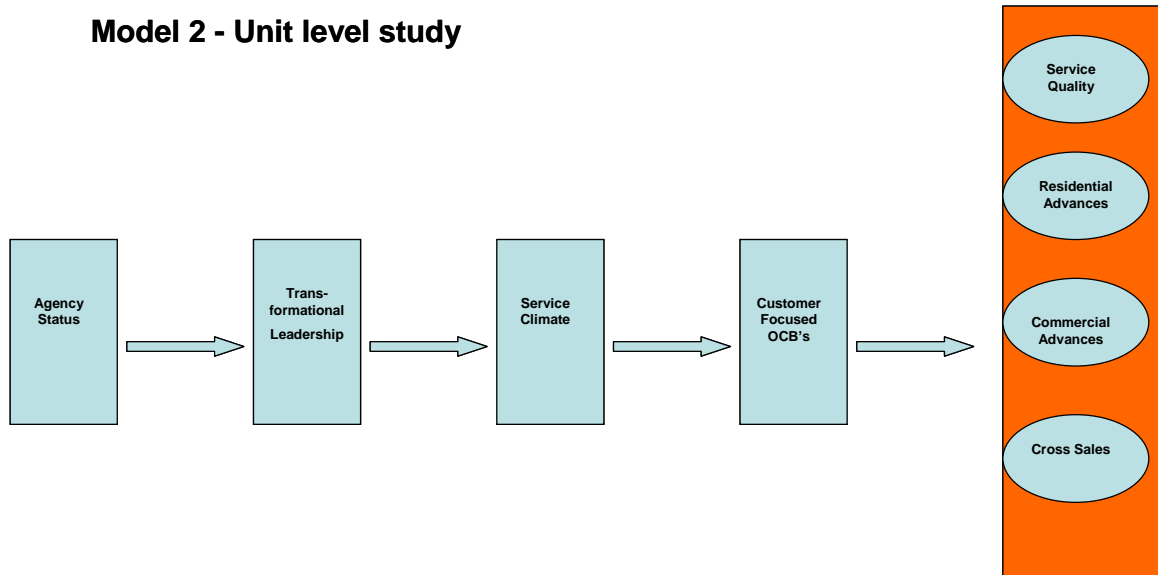 Model 2 - Unit level study
Agency
Status
Trans-
formational
Leadership
Service
Climate
Customer
Focused
OCB's
Service
Quality
Residential
Advances
Commercial
Advances
Cross Sales